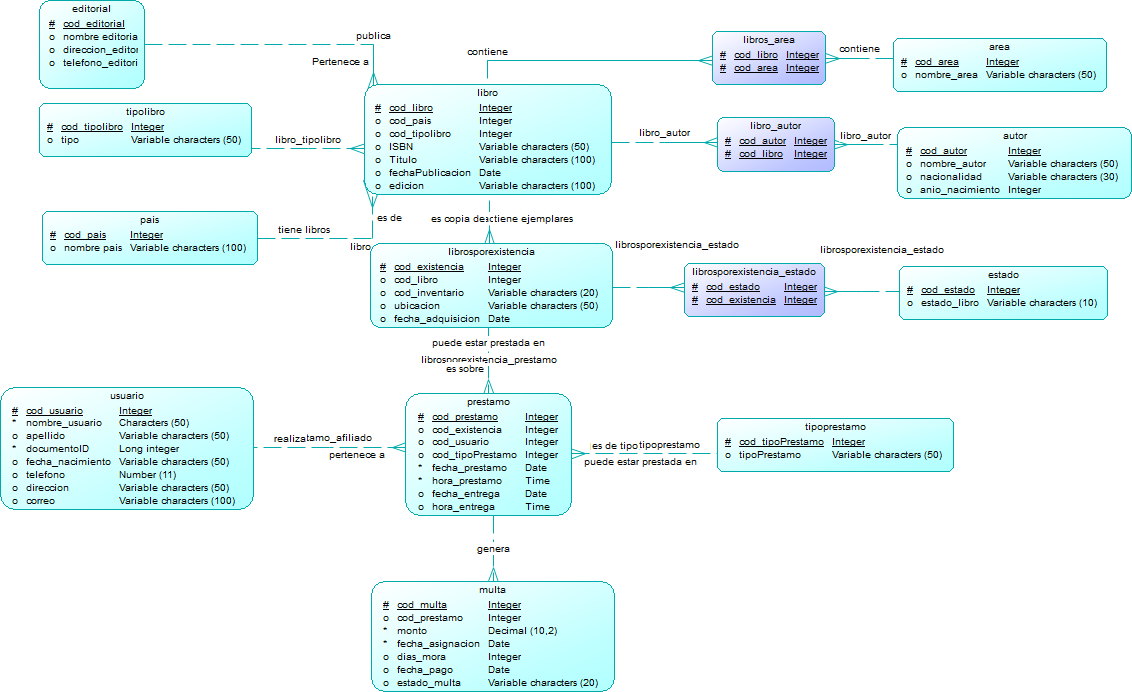 editorial
# cod_editorial
o nombre editoria
o direccion_editor
o telefono_editori
publica
Pertenece a
contiene
libros_area
# cod_libro Integer
# cod_area Integer
contiene
area
# cod_area Integer
o nombre_area Variable characters (50)
tipolibro
# cod_tipolibro Integer
o tipo Variable characters (50)
libro_tipolibro
libro
# cod_libro Integer
o cod_pais Integer
o cod_tipolibro Integer
o ISBN Variable characters (50)
o Titulo Variable characters (100)
o fechaPublicacion Date
o edicion Variable characters (100)
libro_autor
libro_autor
# cod_autor Integer
# cod_libro Integer
libro_autor
autor
# cod_autor Integer
o nombre_autor Variable characters (50)
o nacionalidad Variable characters (30)
o anio_nacimiento Integer
pais
# cod_pais Integer
o nombre pais Variable characters (100)
tiene libros
es de
libro
es copia de
tiene ejemplares
librosporexistencia
# cod_existencia Integer
o cod_libro Integer
o cod_inventario Variable characters (20)
o ubicacion Variable characters (50)
o fecha_adquisicion Date
librosporexistencia_estado
librosporexistencia_estado
librosporexistencia_estado
# cod_estado Integer
# cod_existencia Integer
estado
# cod_estado Integer
o estado_libro Variable characters (10)
puede estar prestada en
librosporexistencia_prestamo
es sobre
usuario
# cod_usuario Integer
* nombre_usuario Characters (50)
o apellido Variable characters (50)
* documentoID Long integer
o fecha_nacimiento Variable characters (50)
o telefono Number (11)
o direccion Variable characters (50)
o correo Variable characters (100)
realiza
tamo_afiliado
pertenece a
prestamo
# cod_prestamo Integer
o cod_existencia Integer
o cod_usuario Integer
o cod_tipoPrestamo Integer
* fecha_prestamo Date
* hora_prestamo Time
o fecha_entrega Date
o hora_entrega Time
es de tipo
tipoprestamo
puede estar prestada en
tipoprestamo
# cod_tipoPrestamo Integer
o tipoPrestamo Variable characters (50)
genera
multa
# cod_multa Integer
o cod_prestamo Integer
* monto Decimal (10,2)
* fecha_asignacion Date
o dias_mora Integer
o fecha_pago Date
o estado_multa Variable characters (20)